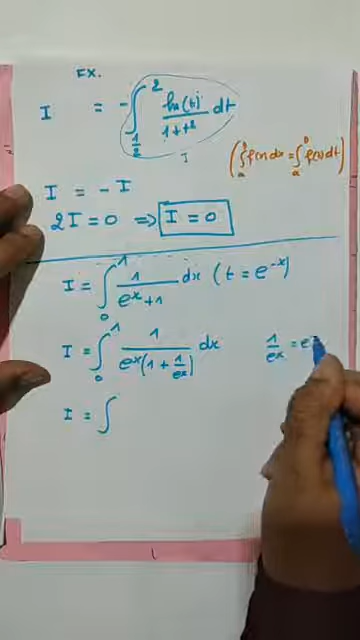 Ex.
I = -∫_{1/2}^{2} ln(t)/(1+t²) dt
I
(∫_a^b f(x)dx = ∫_a^b f(t)dt)
I = -I
2I = 0 ⇒ I = 0
I = ∫_0^1 1/(e^x+1) dx (t = e^{-x})
I = ∫_0^1 1/(e^x(1+1/e^x)) dx
1/e^x = e
I = ∫